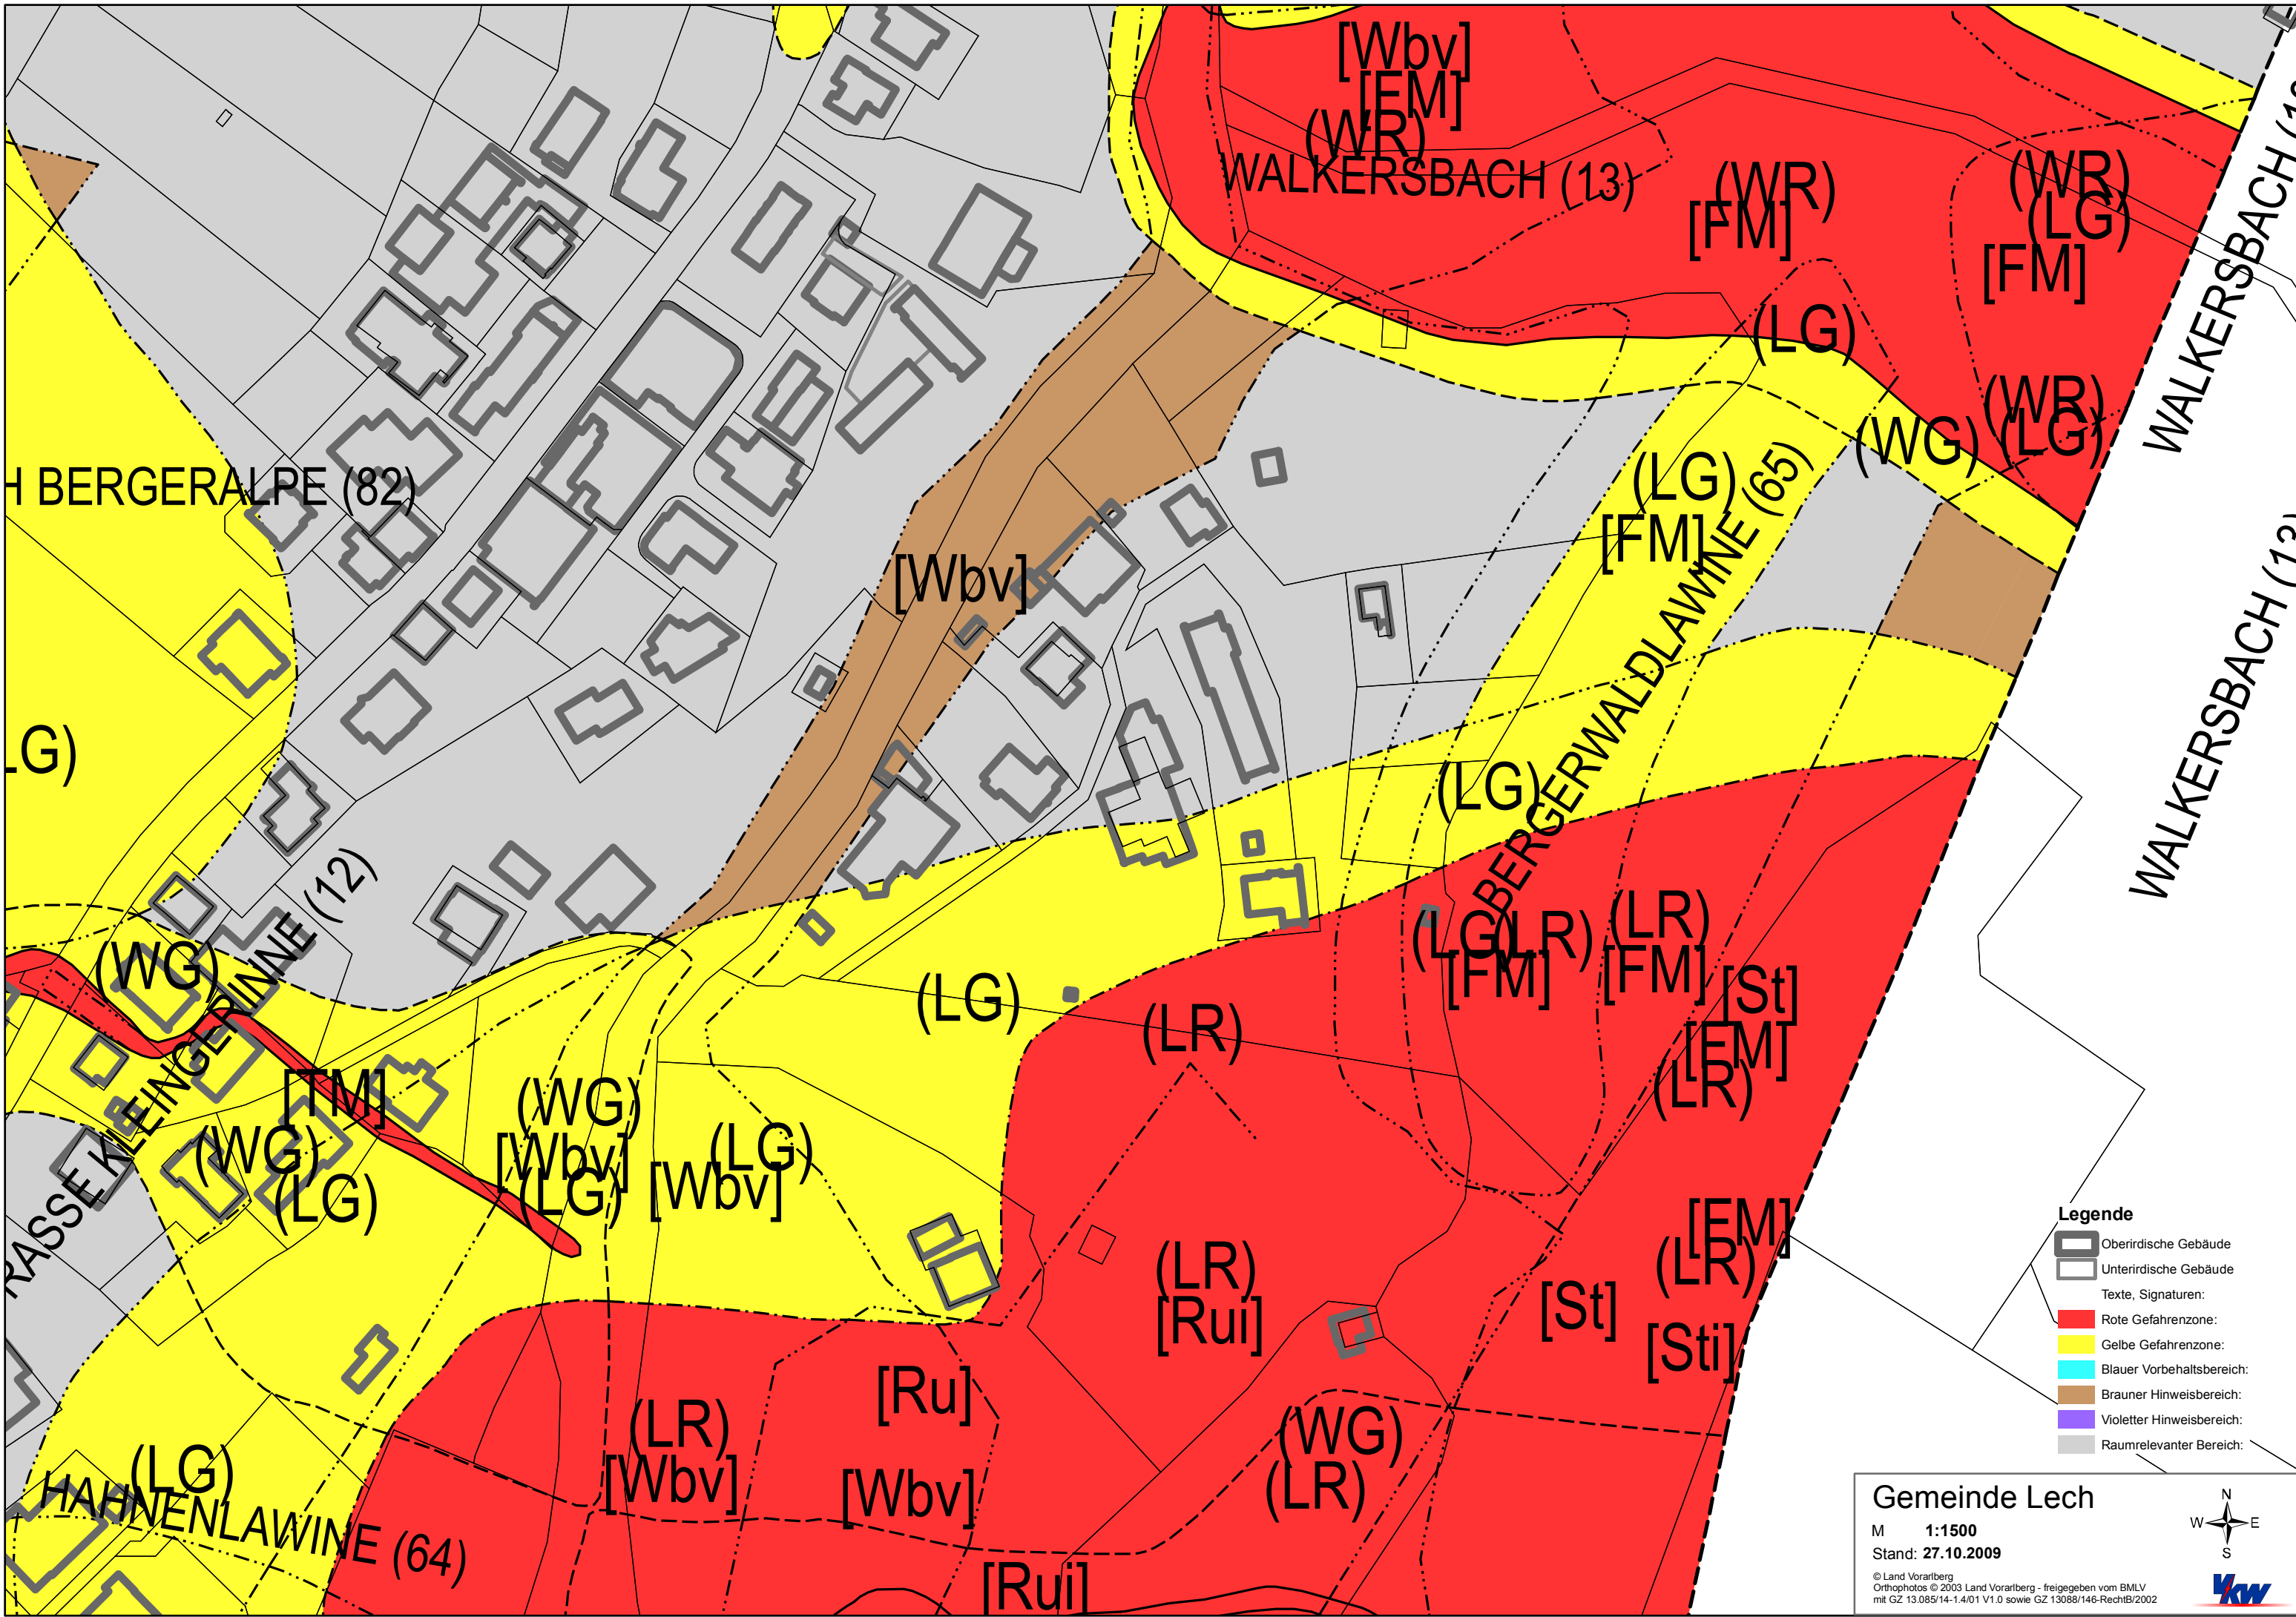 [Wbv]
[FM]
(WR)
WALKERSBACH (13)
(WR)
[FM]
(WR)
(LG)
[FM]
WALKERSBACH
(LG)
(WR)
(LG)
(WG)
H BERGERALPE (82)
(LG)
[FM]
BERGERWALDLAWINE (65)
[Wbv]
WALKERSBACH (13)
LG)
(LG)
RASSE KLEINGERINNE (12)
(WG)
(LG)
(LR)
(LG)
(LR)
[FM]
(LR)
[FM]
[St]
[FM]
(LR)
[TM]
(WG)
(LG)
(WG)
[Wbv]
(LG)
(LG)
[Wbv]
(LR)
[Rui]
[FM]
(LR)
[St]
[Sti]
[Ru]
(LR)
[Wbv]
[Wbv]
(WG)
(LR)
(LG)
HAHNENLAWINE (64)
[Rui]
Legende
Oberirdische Gebäude
Unterirdische Gebäude
Texte, Signaturen:
Rote Gefahrenzone:
Gelbe Gefahrenzone:
Blauer Vorbehaltsbereich:
Brauner Hinweisbereich:
Violetter Hinweisbereich:
Raumrelevanter Bereich:
Gemeinde Lech
M 1:1500
Stand: 27.10.2009
© Land Vorarlberg
Orthophotos © 2003 Land Vorarlberg - freigegeben vom BMLV
mit GZ 13.085/14-1.4/01 V1.0 sowie GZ 13088/146-RechtB/2002
N
W E
S
VKW